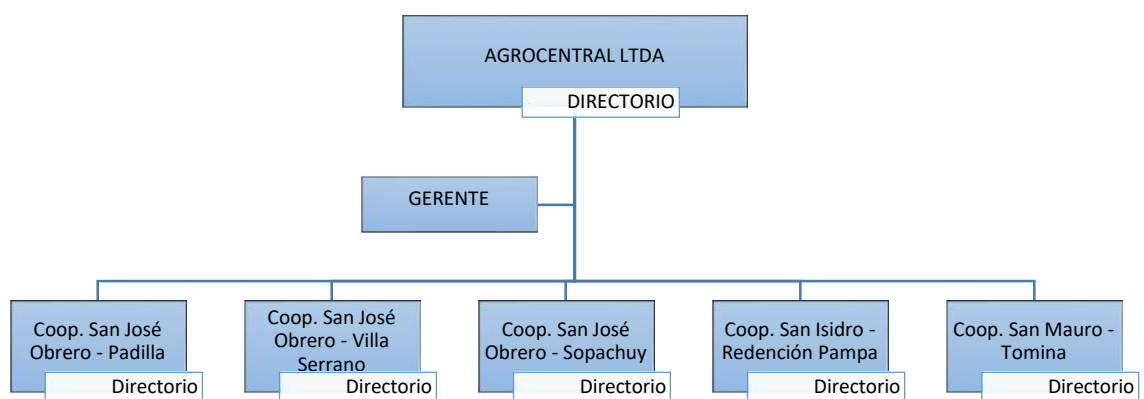 AGROCENTRAL LTDA
DIRECTORIO
GERENTE
Coop. San José
Obrero - Padilla
Directorio
Coop. San José
Obrero - Villa
Serrano
Directorio
Coop. San José
Obrero - Sopachuy
Directorio
Coop. San Isidro -
Redención Pampa
Directorio
Coop. San Mauro -
Tomina
Directorio